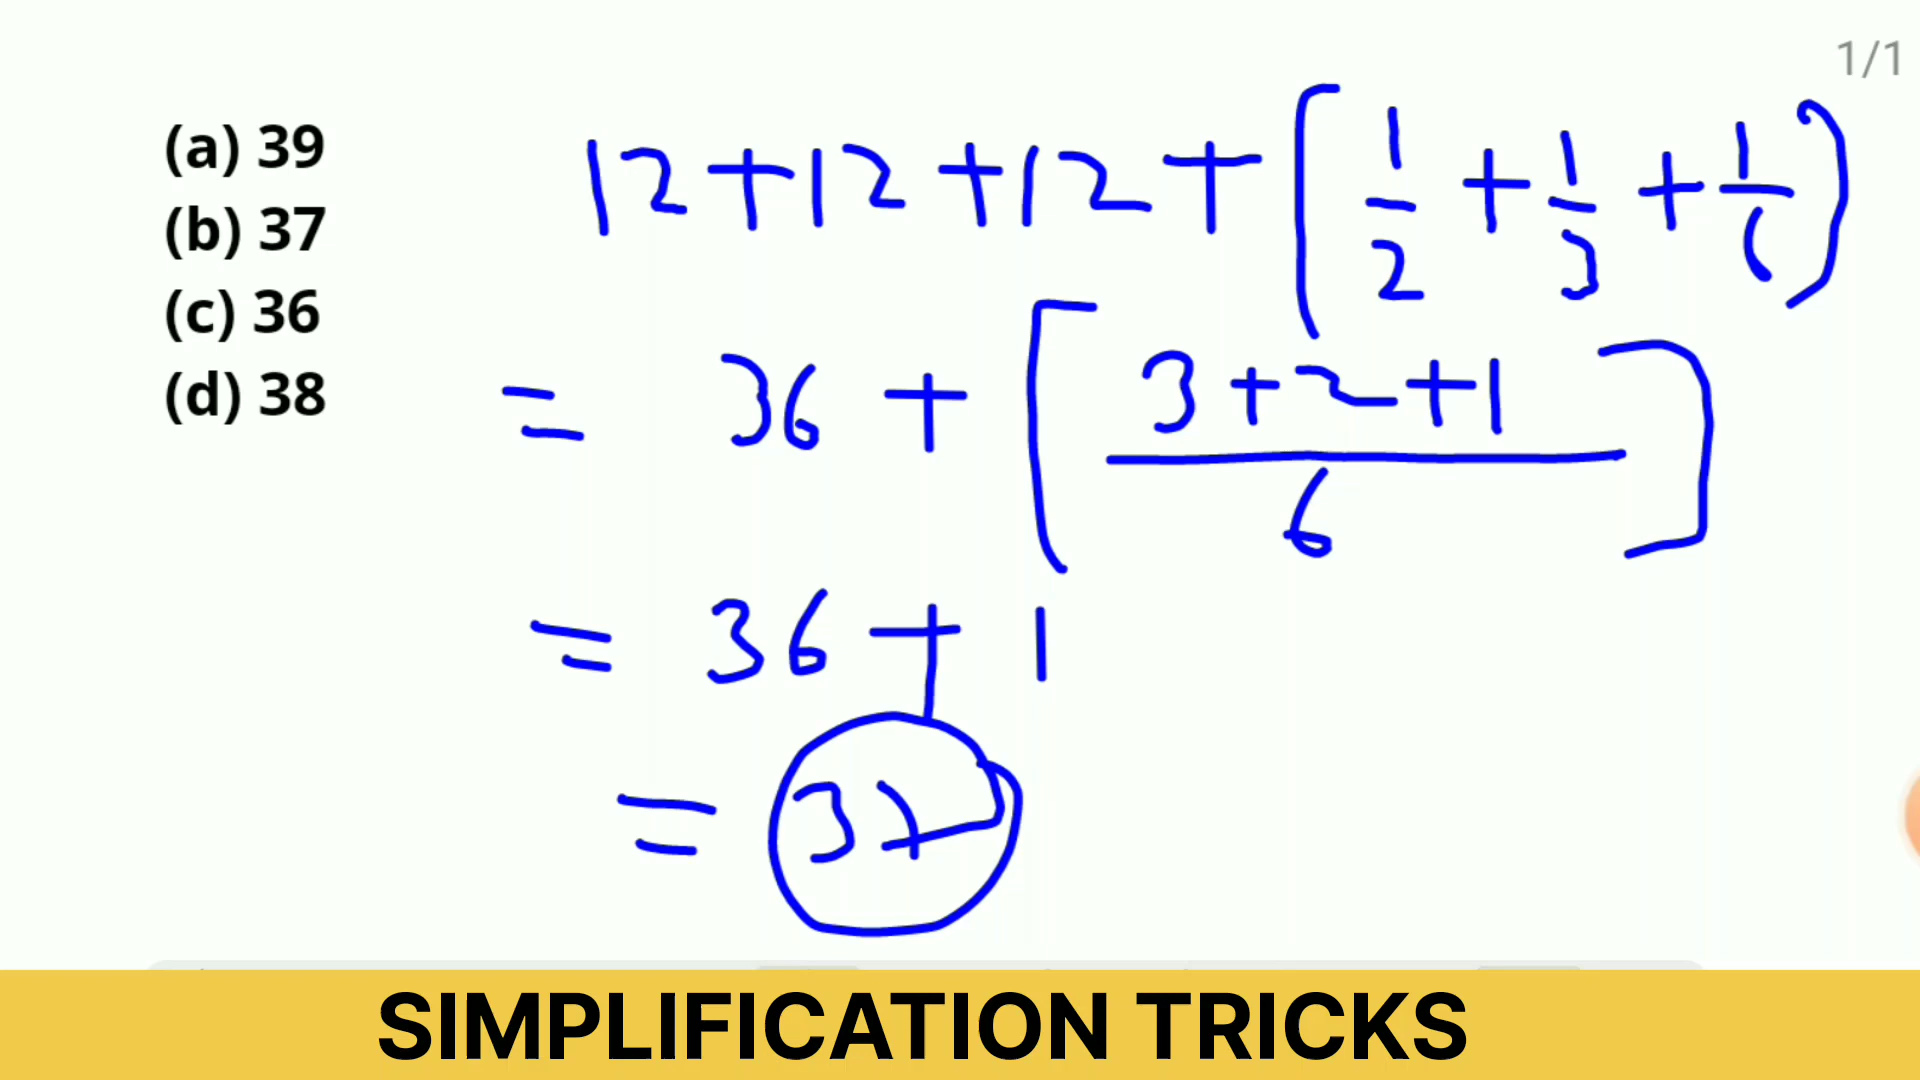 1/1
(a) 39
(b) 37
(c) 36
(d) 38
12+12+12+[1/2+1/3+1/6)
= 36+[3+2+1/6]
= 36+1
= 37
SIMPLIFICATION TRICKS